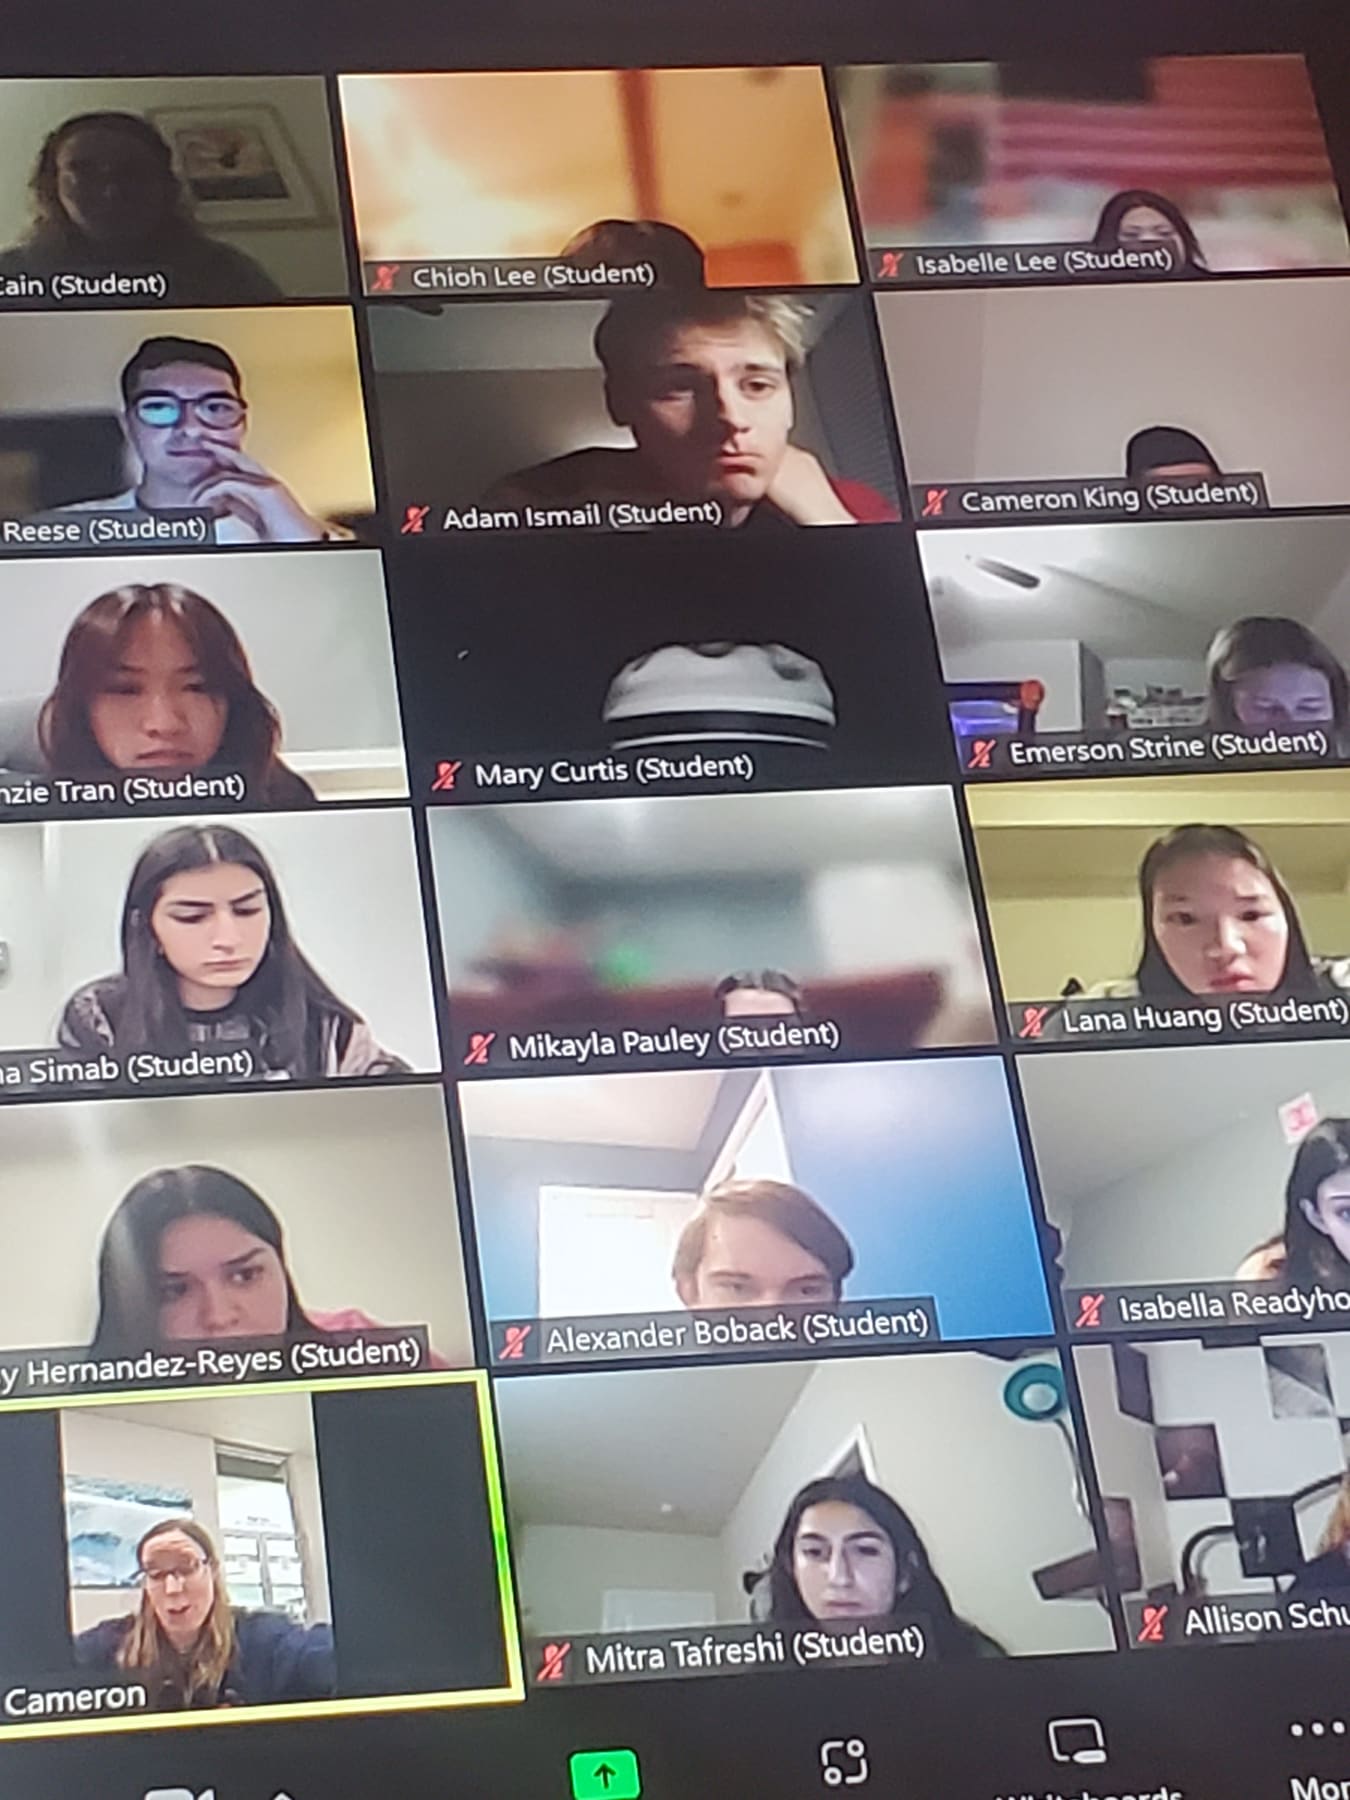 Cain (Student)
Chioh Lee (Student)
Isabelle Lee (Student)
Reese (Student)
Adam Ismail (Student)
Cameron King (Student)
nzie Tran (Student)
Mary Curtis (Student)
Emerson Strine (Student)
na Simab (Student)
Mikayla Pauley (Student)
Lana Huang (Student)
y Hernandez-Reyes (Student)
Alexander Boback (Student)
Isabella Readyho
Cameron
Mitra Tafreshi (Student)
Allison Schu